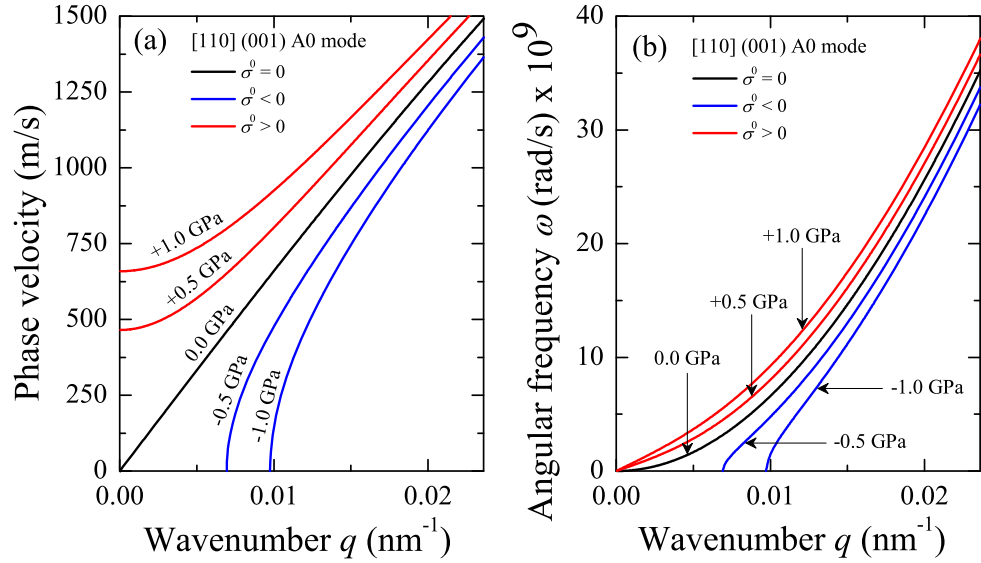 (a)
[110] (001) A0 mode
σ⁰ = 0
σ⁰ < 0
σ⁰ > 0
1500
1250
1000
750
500
250
0
Phase velocity (m/s)
+1.0 GPa
+0.5 GPa
0.0 GPa
-0.5 GPa
-1.0 GPa
0.00
0.01
0.02
Wavenumber q (nm⁻¹)
(b)
[110] (001) A0 mode
σ⁰ = 0
σ⁰ < 0
σ⁰ > 0
40
30
20
10
0
Angular frequency ω (rad/s) x 10⁹
+1.0 GPa
+0.5 GPa
0.0 GPa
-1.0 GPa
-0.5 GPa
0.00
0.01
0.02
Wavenumber q (nm⁻¹)